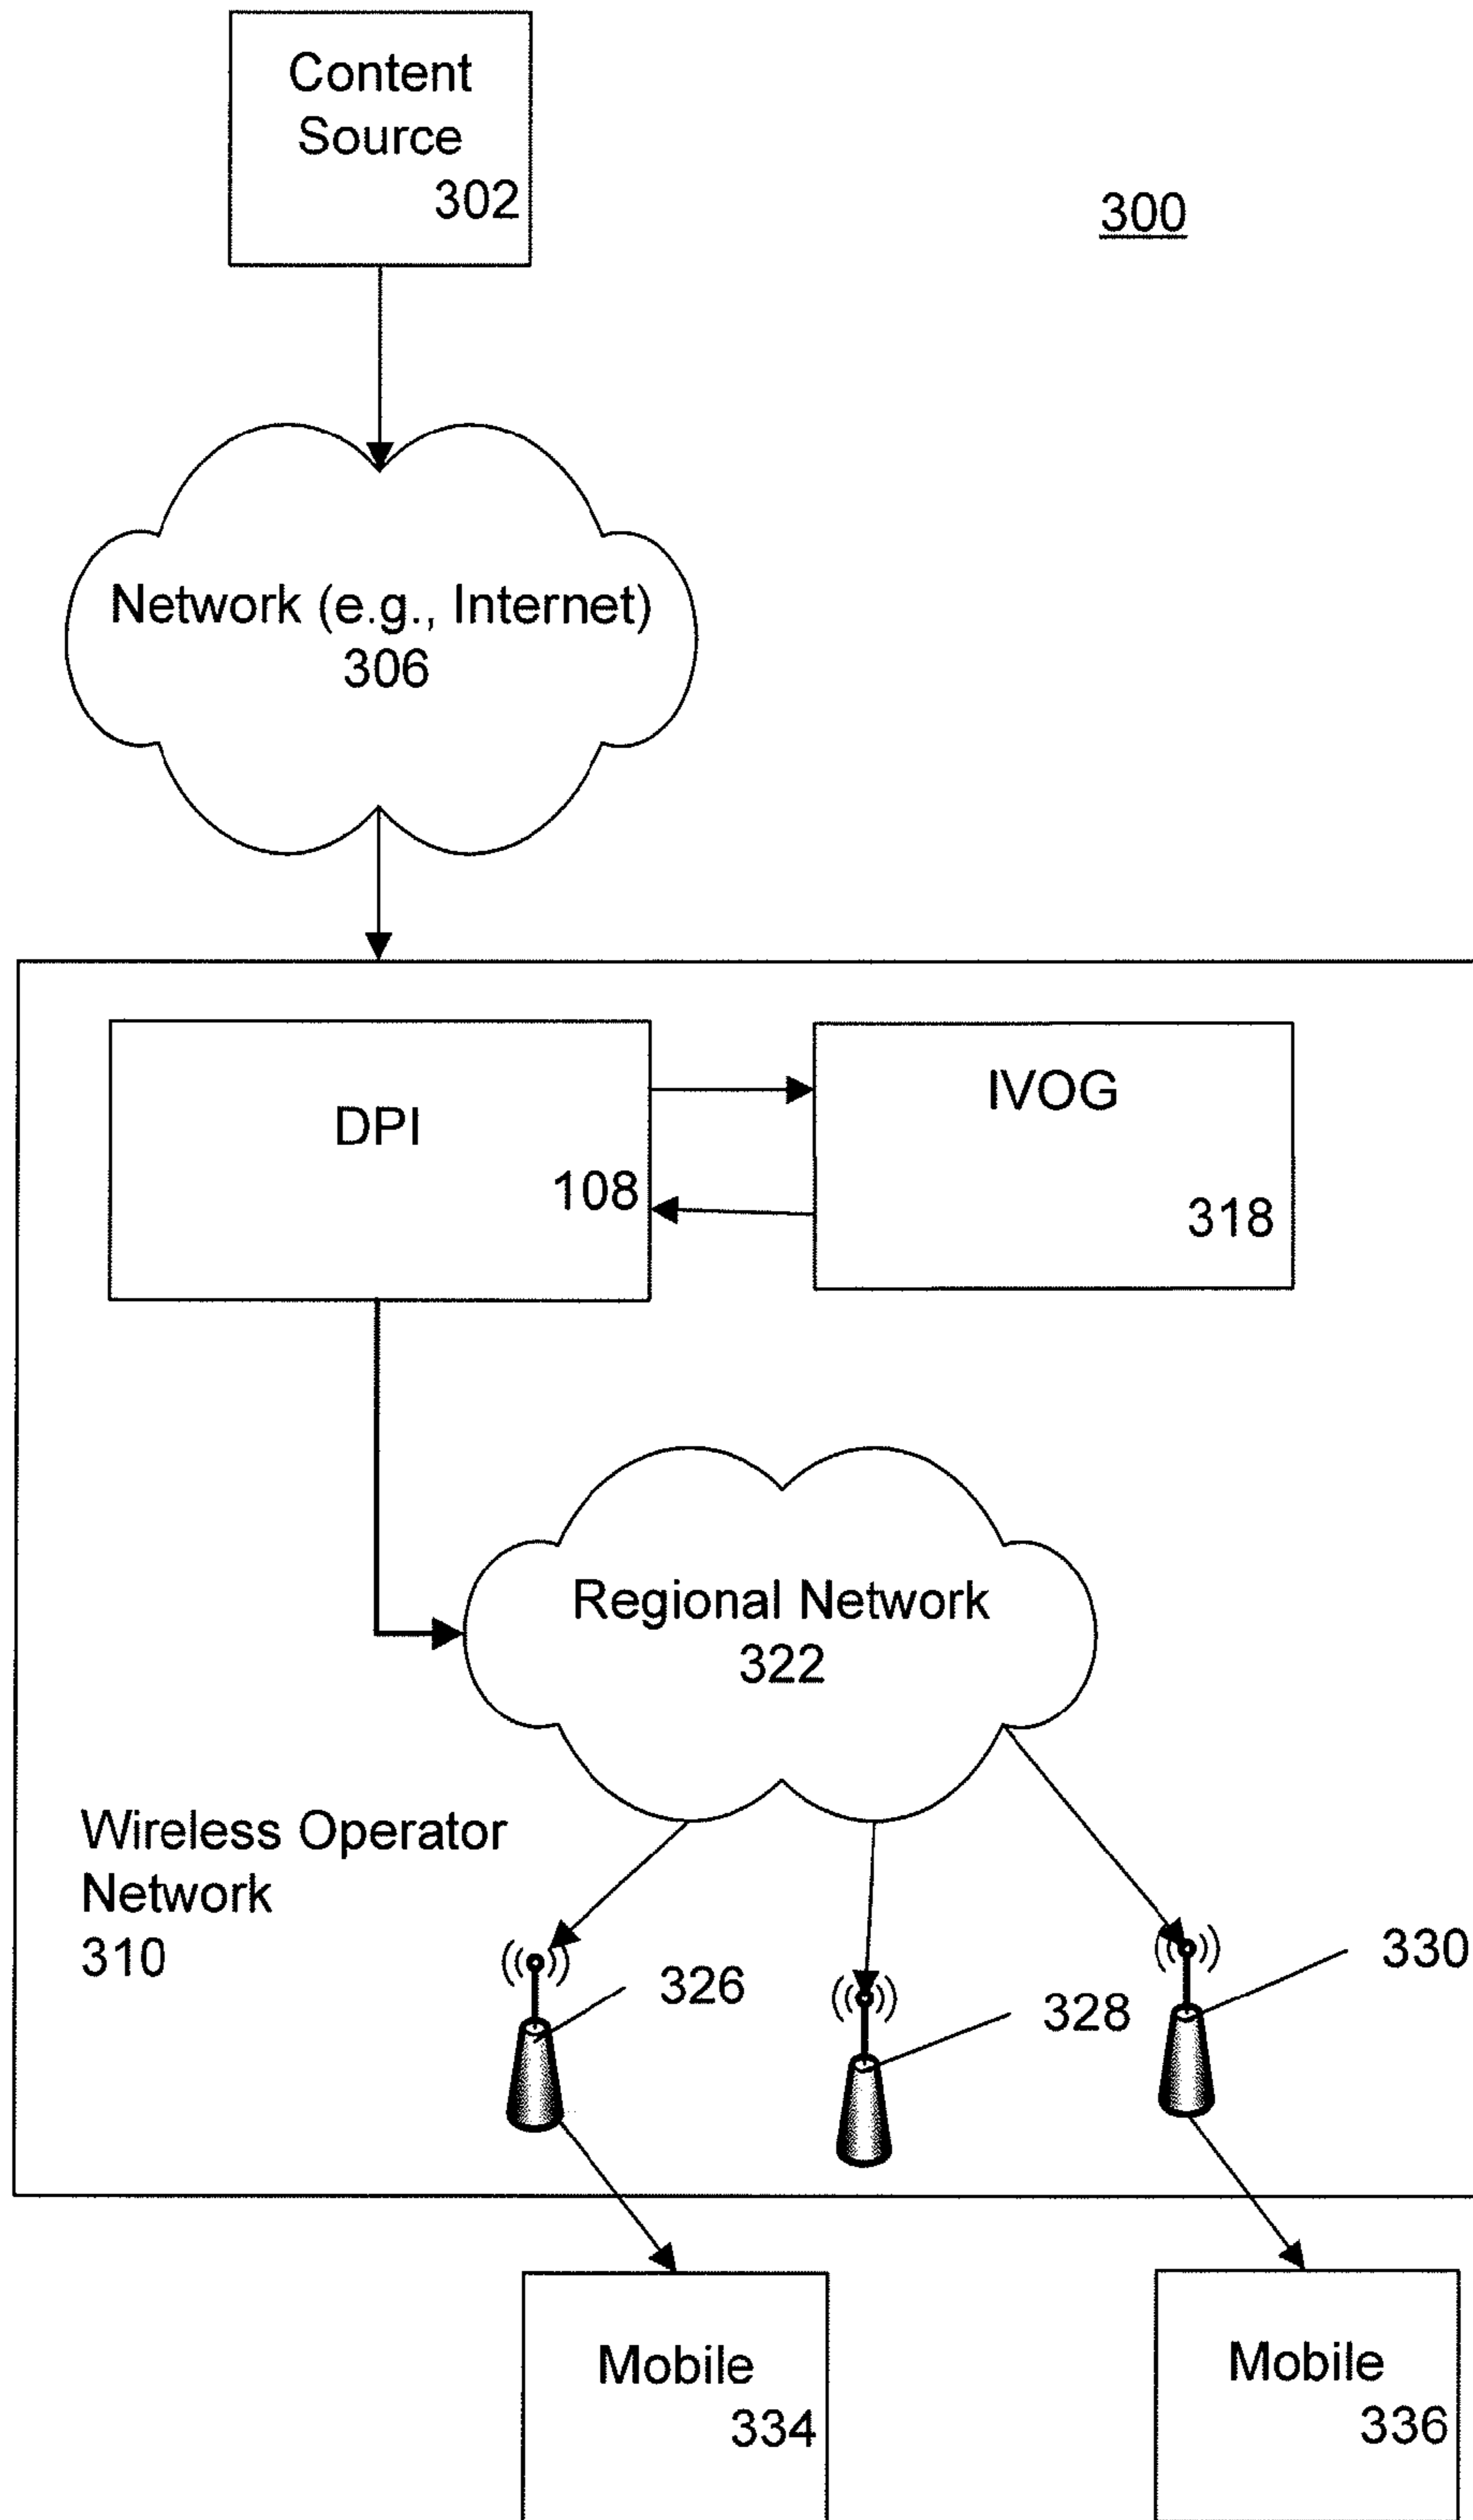 Content
Source
302
300
Network (e.g., Internet)
306
DPI
108
IVOG
318
Regional Network
322
Wireless Operator
Network
310
326
328
330
Mobile
334
Mobile
336